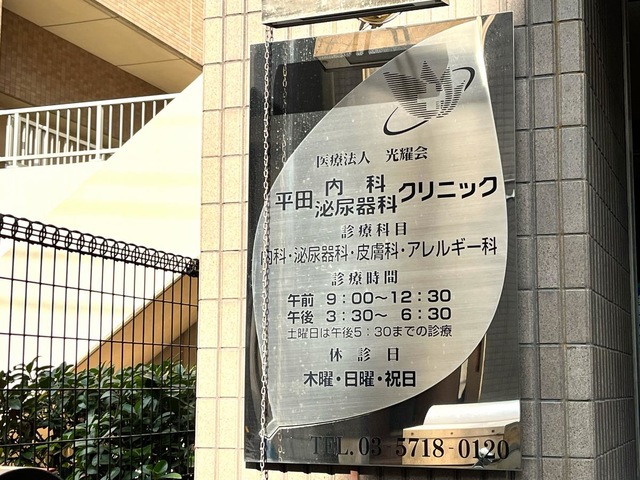 医療法人 光耀会
平田 内科 泌尿器科 クリニック
診療科目
内科・泌尿器科・皮膚科・アレルギー科
診療時間
午前 9：00～12：30
午後 3：30～ 6：30
土曜日は午後5：30までの診療
休診日
木曜・日曜・祝日
TEL. 03-5718-0120